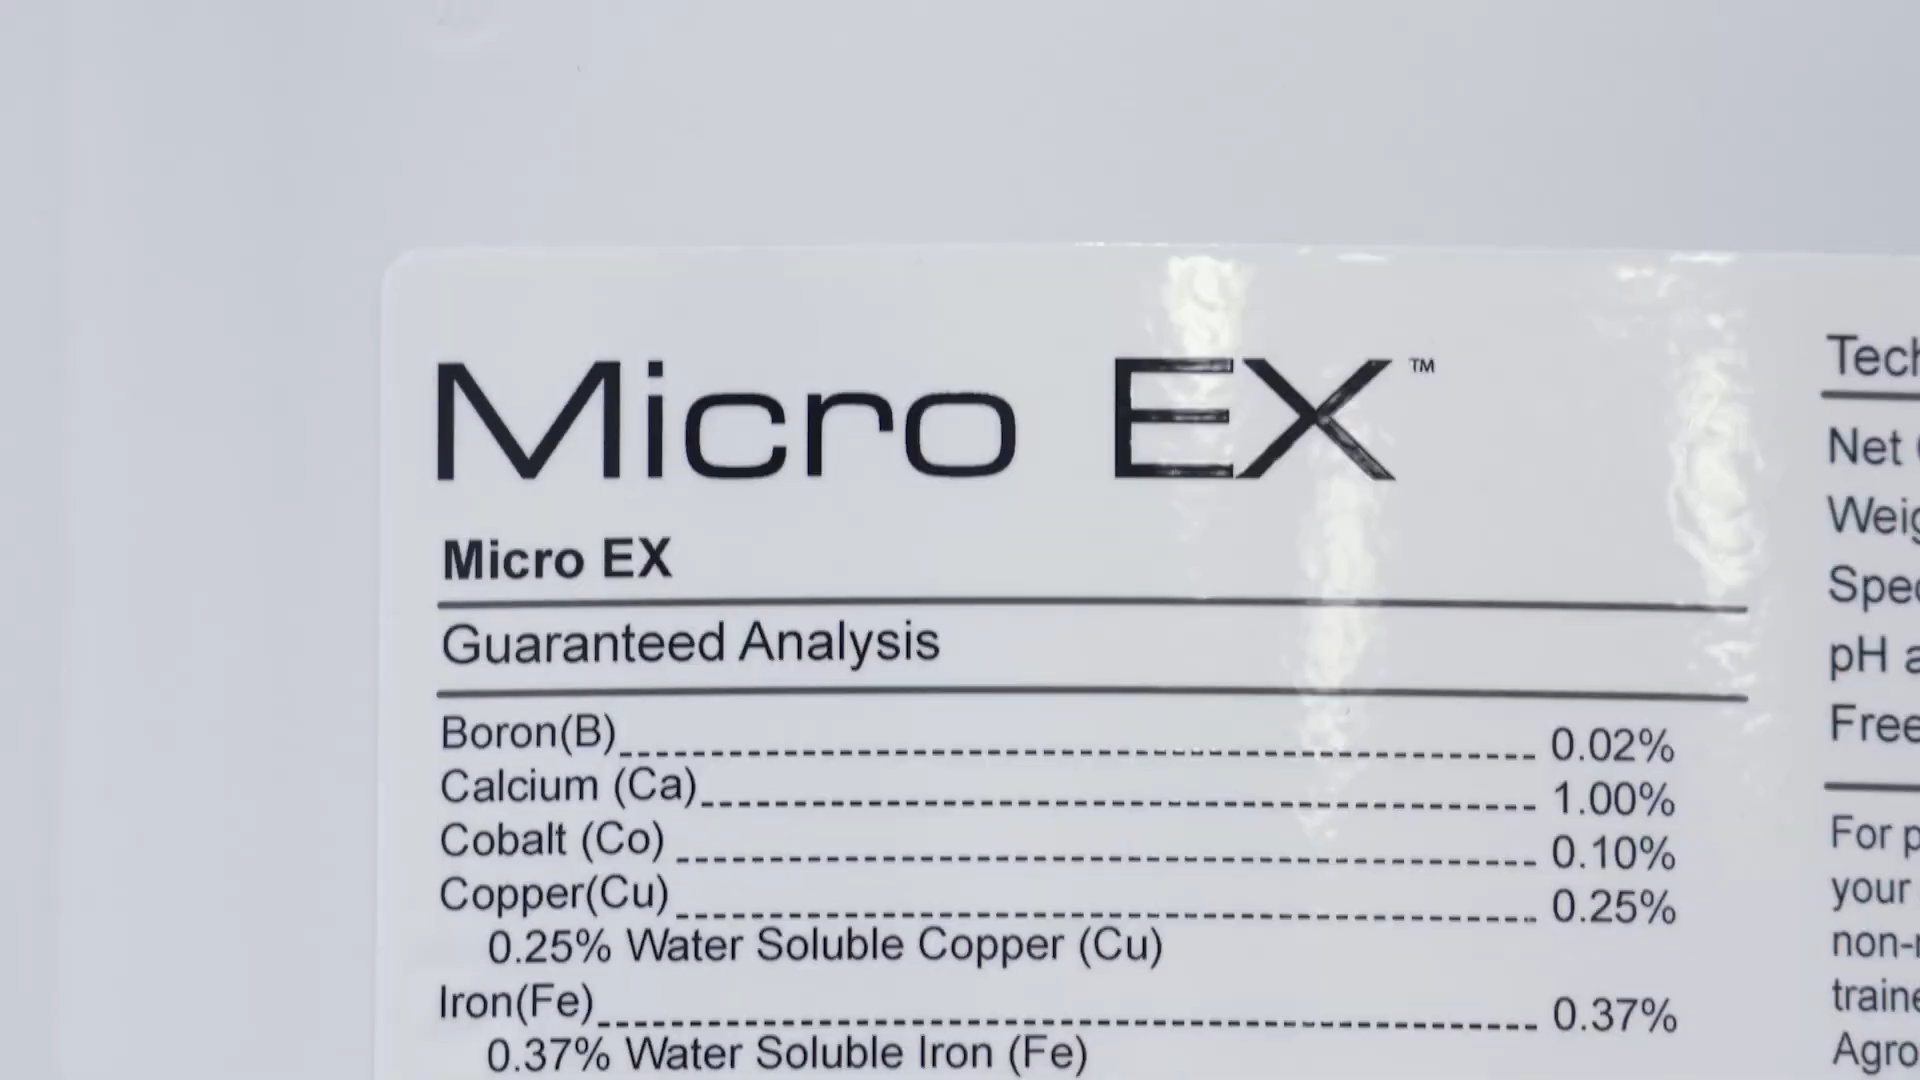 Micro EX™
Micro EX
Guaranteed Analysis
Boron(B) 0.02%
Calcium (Ca) 1.00%
Cobalt (Co) 0.10%
Copper(Cu) 0.25%
0.25% Water Soluble Copper (Cu)
Iron(Fe) 0.37%
0.37% Water Soluble Iron (Fe)
Net
pH
Free
For
your